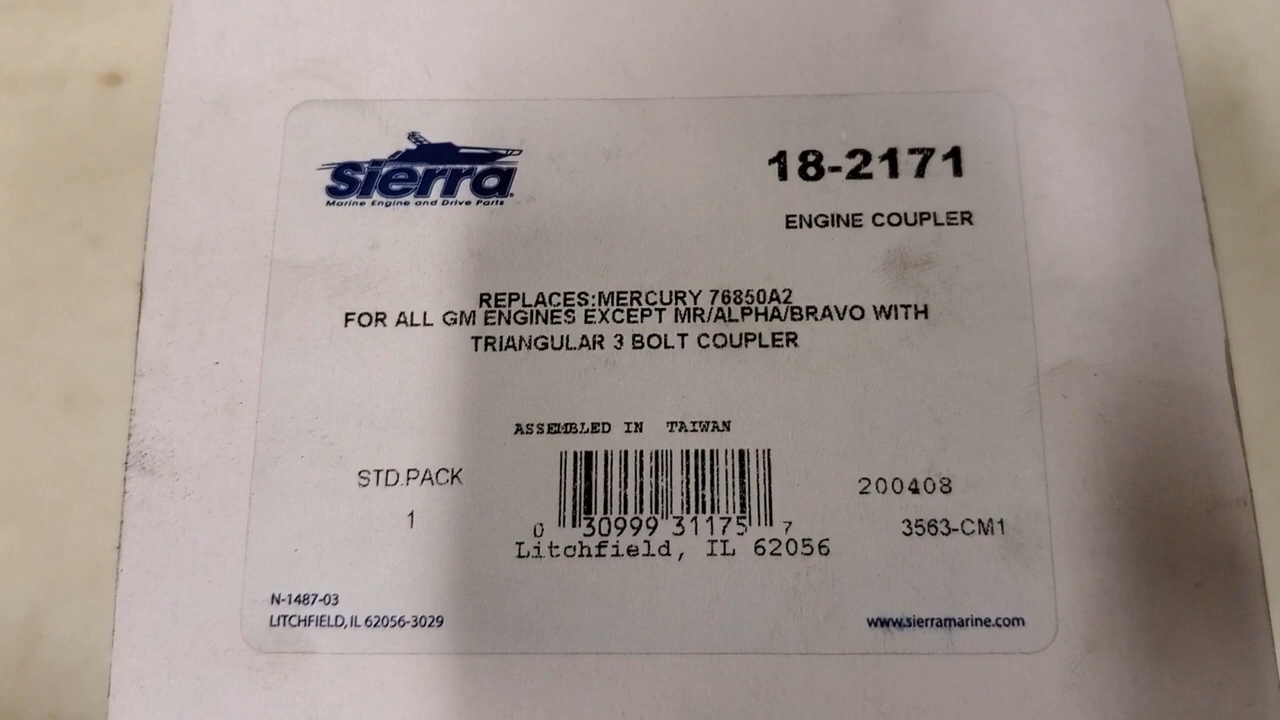 Sierra
Marine Engine and Drive Parts
18-2171
ENGINE COUPLER
REPLACES:MERCURY 76850A2
FOR ALL GM ENGINES EXCEPT MR/ALPHA/BRAVO WITH
TRIANGULAR 3 BOLT COUPLER
ASSEMBLED IN TAIWAN
STD.PACK
1
200408
3563-CM1
0 30999 31175 7
Litchfield, IL 62056
N-1487-03
LITCHFIELD, IL 62056-3029
www.sierramarine.com